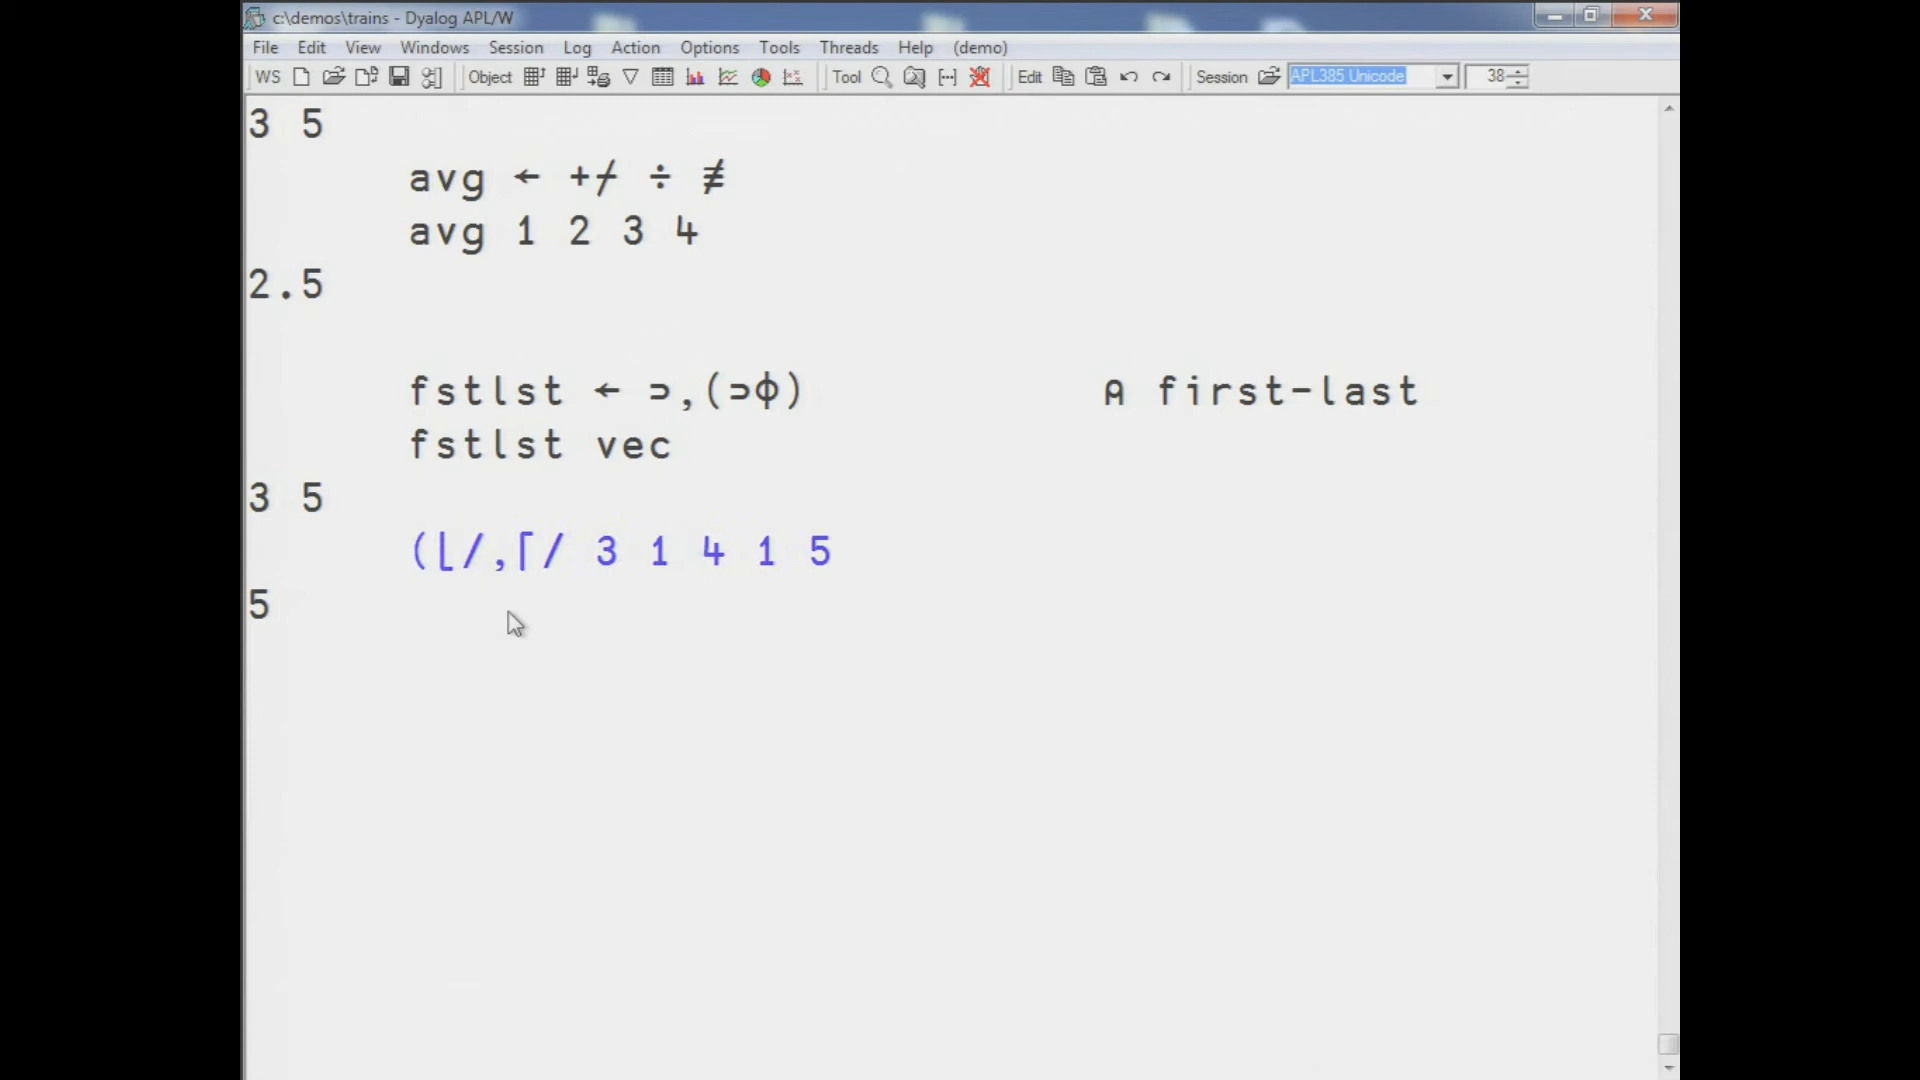 c:\demos\trains - Dyalog APL/W
File Edit View Windows Session Log Action Options Tools Threads Help (demo)
WS Object Tool Edit Session APL385 Unicode 38
3 5
avg ← +⌿ ÷ ≢
avg 1 2 3 4
2.5
fstlst ← ⊃,(⊃⌽) ⍝ first-last
fstlst vec
3 5
(⌊/,⌈/ 3 1 4 1 5
5